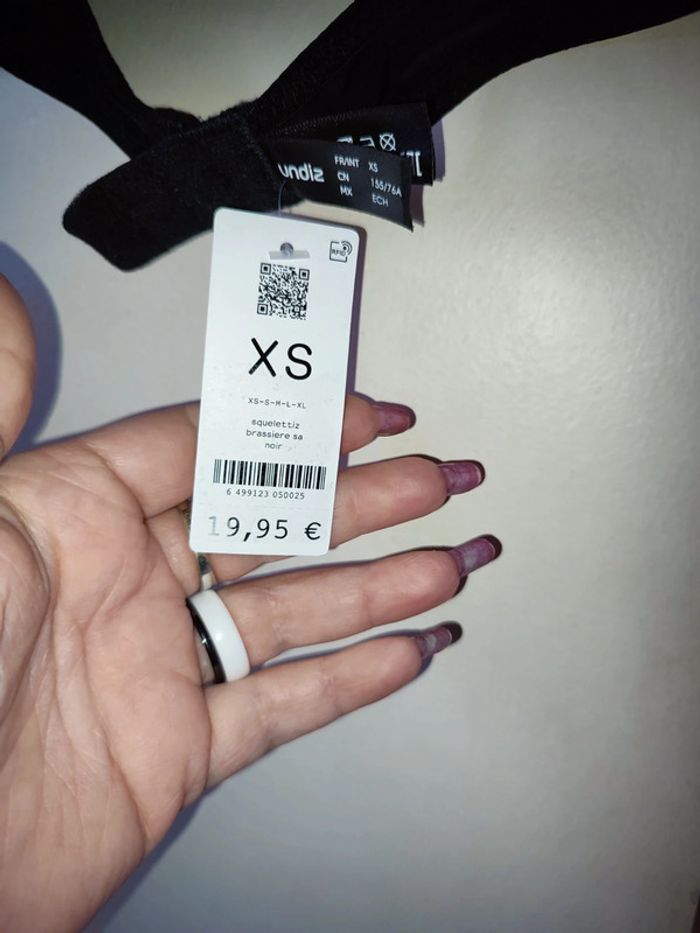 undiz
FR/INT XS
CN 155/76A
MX ECH
RFID
XS
XS-S-M-L-XL
squelettiz
brassiere sa
noir
6 499123 050025
19,95 €